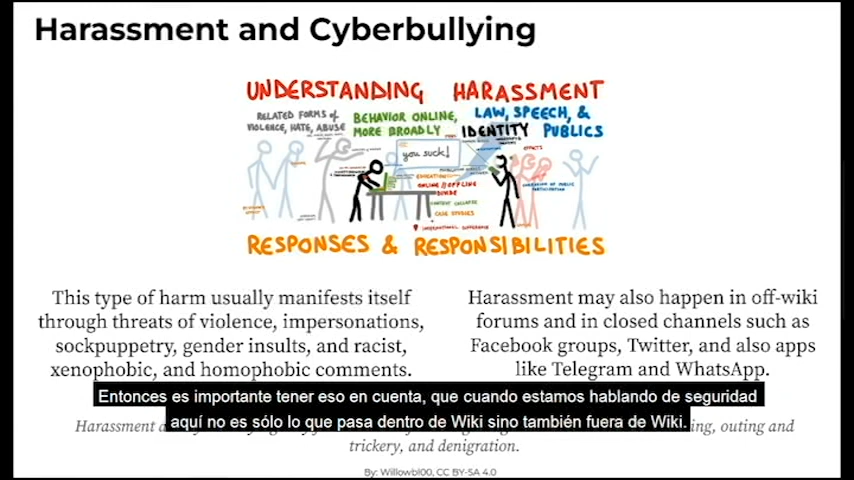 Harassment and Cyberbullying
UNDERSTANDING HARASSMENT
RELATED FORMS of
VIOLENCE, HATE, ABUSE
BEHAVIOR ONLINE,
MORE BROADLY
LAW, SPEECH, &
IDENTITY PUBLICS
you suck!
EFFECTS
EDUCATION
ONLINE//OFFLINE
DIVIDE
CONTEXT COLLAPSE
CASE STUDIES
RESPONSES & RESPONSIBILITIES
This type of harm usually manifests itself
through threats of violence, impersonations,
sockpuppetry, gender insults, and racist,
xenophobic, and homophobic comments.
Harassment may also happen in off-wiki
forums and in closed channels such as
Facebook groups, Twitter, and also apps
like Telegram and WhatsApp.
Entonces es importante tener eso en cuenta, que cuando estamos hablando de seguridad
aquí no es sólo lo que pasa dentro de Wiki sino también fuera de Wiki.
Harassment outing and
trickery, and denigration.
By: Willowbl00, CC BY-SA 4.0